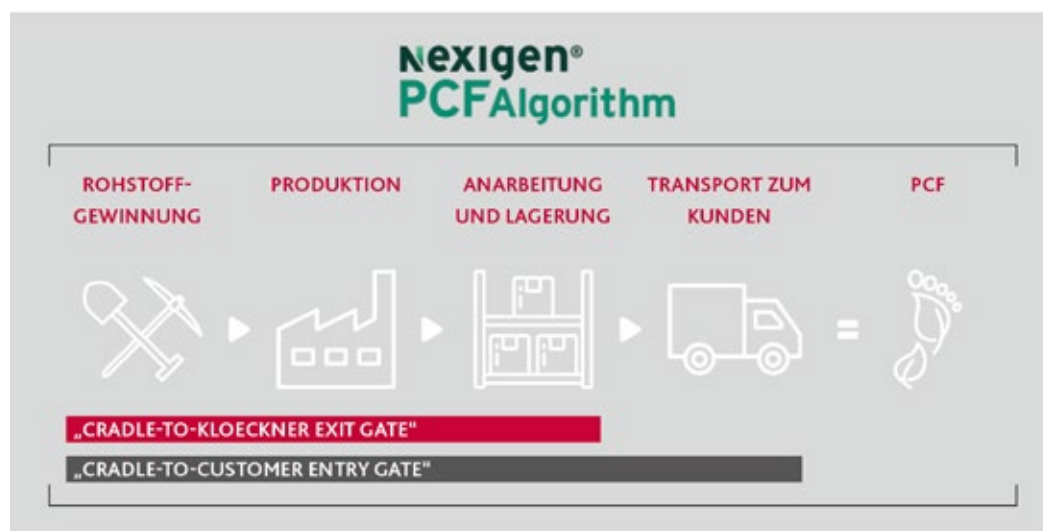 Nexigen®
PCFAlgorithm
ROHSTOFF-
GEWINNUNG
PRODUKTION
ANARBEITUNG
UND LAGERUNG
TRANSPORT ZUM
KUNDEN
PCF
=
„CRADLE-TO-KLOECKNER EXIT GATE“
„CRADLE-TO-CUSTOMER ENTRY GATE“